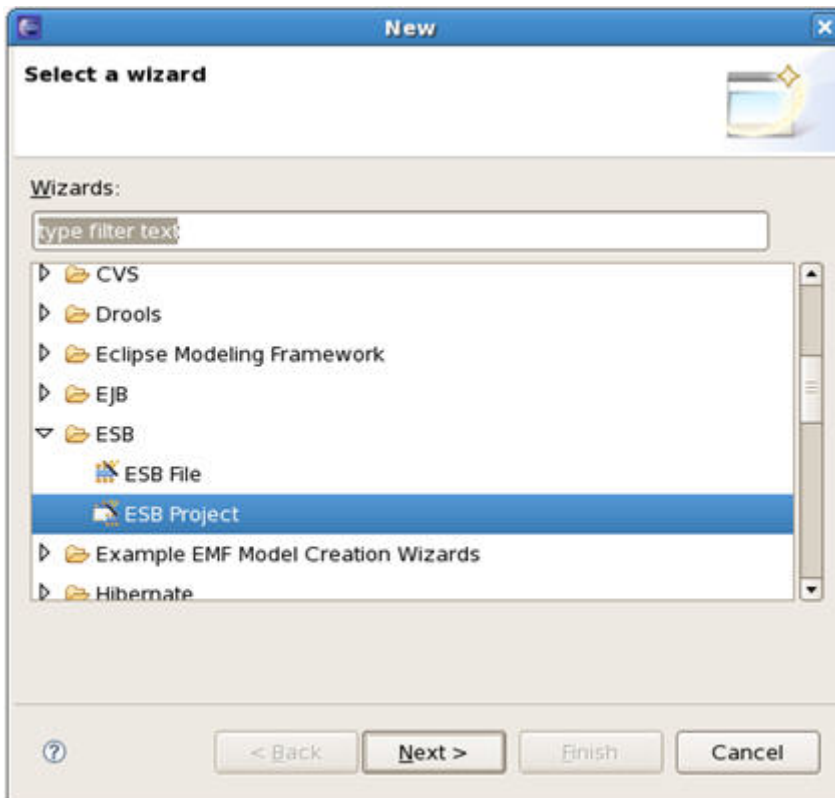 New
Select a wizard
Wizards:
type filter text
CVS
Drools
Eclipse Modeling Framework
EJB
ESB
ESB File
ESB Project
Example EMF Model Creation Wizards
Hibernate
< Back Next > Finish Cancel